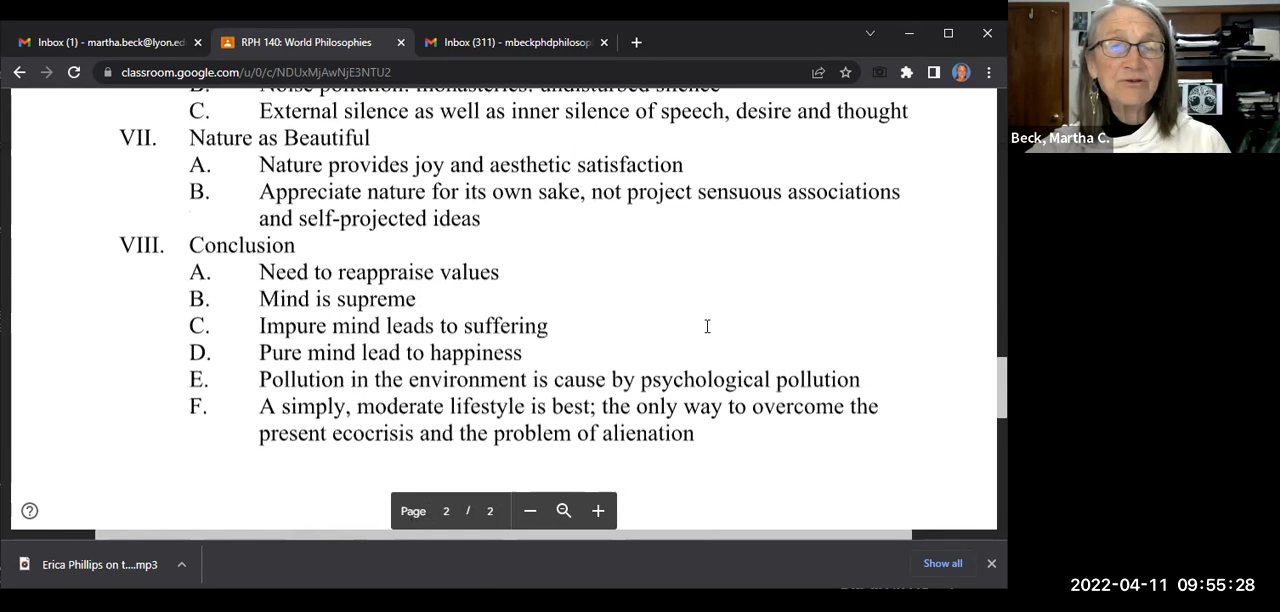 Inbox (1) - martha.beck@lyon.ed
RPH 140: World Philosophies
Inbox (311) - mbeckphdphilosop
classroom.google.com/u/0/c/NDUxMjAwNjE3NTU2
B. Noise pollution: monasteries: undisturbed silence
C. External silence as well as inner silence of speech, desire and thought
VII. Nature as Beautiful
A. Nature provides joy and aesthetic satisfaction
B. Appreciate nature for its own sake, not project sensuous associations
and self-projected ideas
VIII. Conclusion
A. Need to reappraise values
B. Mind is supreme
C. Impure mind leads to suffering
D. Pure mind lead to happiness
E. Pollution in the environment is cause by psychological pollution
F. A simply, moderate lifestyle is best; the only way to overcome the
present ecocrisis and the problem of alienation
Page 2 / 2
Erica Phillips on t....mp3
Show all
Beck, Martha C.
2022-04-11 09:55:28